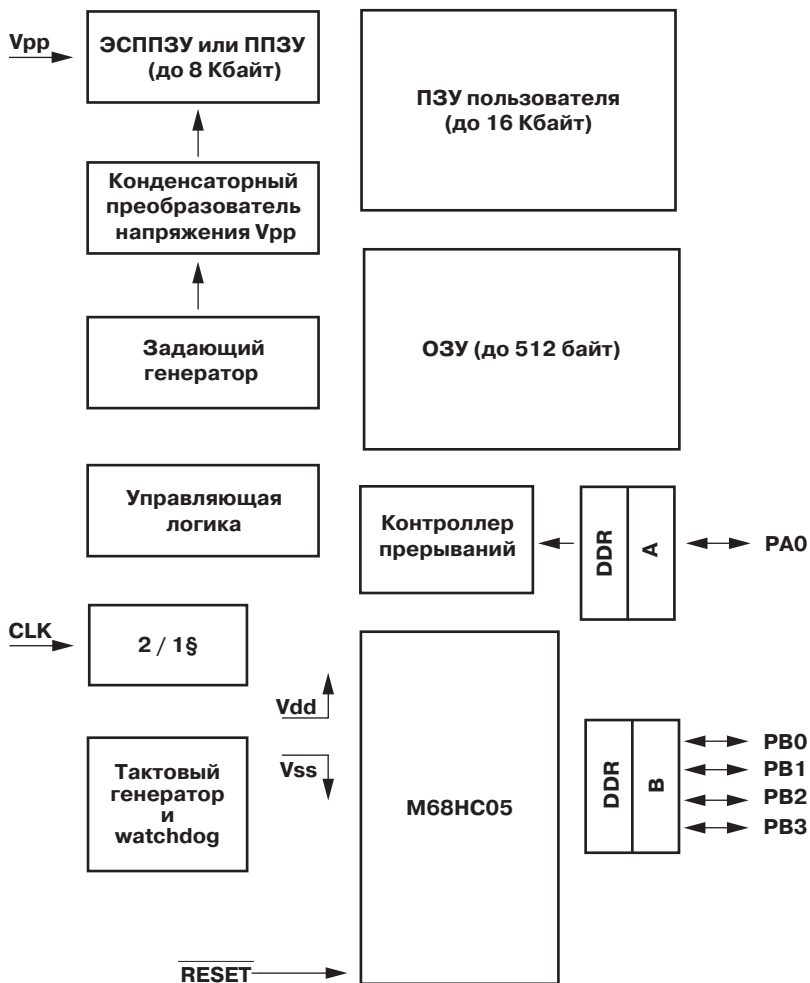 Vpp
ЭСППЗУ или ППЗУ
(до 8 Кбайт)
ПЗУ пользователя
(до 16 Кбайт)
Конденсаторный
преобразователь
напряжения Vpp
Задающий
генератор
ОЗУ (до 512 байт)
Управляющая
логика
Контроллер
прерываний
DDR
A
PA0
CLK
2 / 1§
Vdd
Vss
Тактовый
генератор
и
watchdog
M68HC05
DDR
B
PB0
PB1
PB2
PB3
RESET